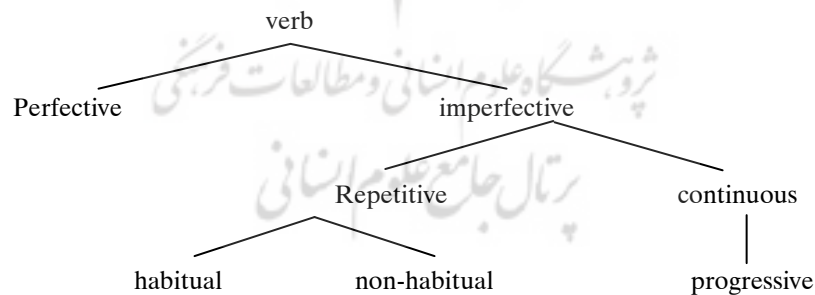 verb
پژوهشگاه علوم انسانی و مطالعات فرهنگی
Perfective imperfective
پرتال جامع علوم انسانی
Repetitive continuous
habitual non-habitual progressive